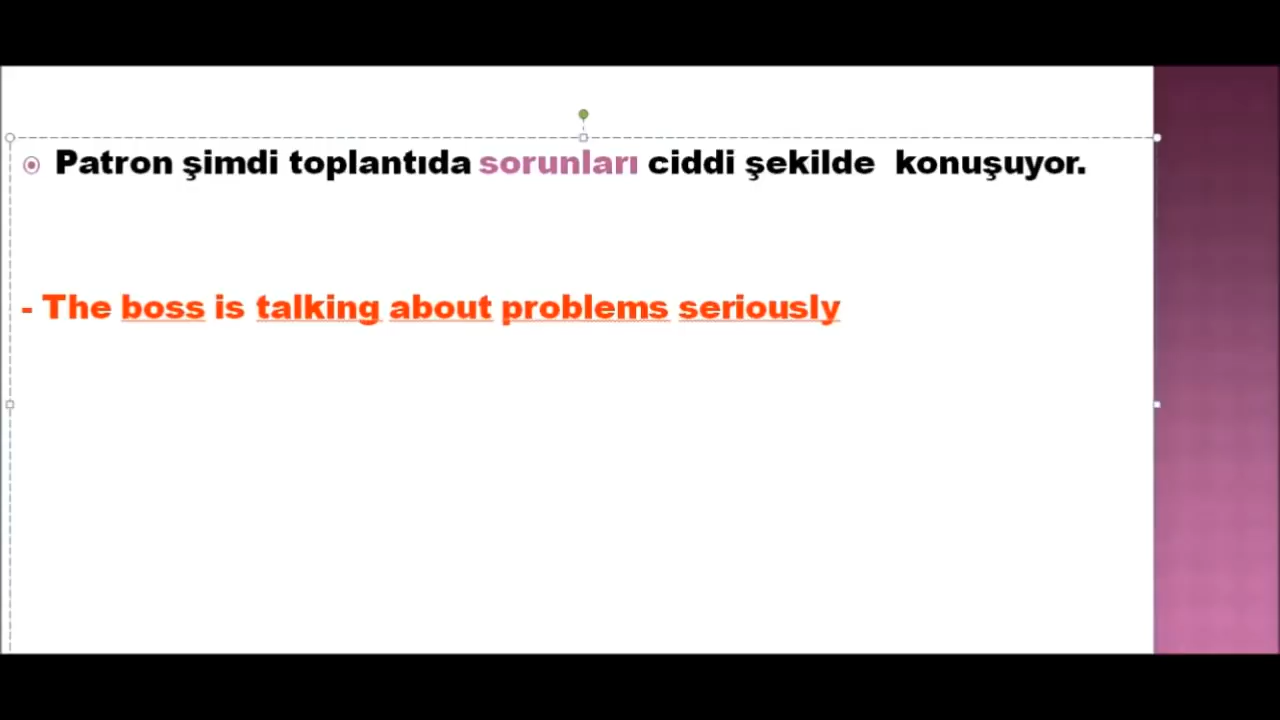 Patron şimdi toplantıda sorunları ciddi şekilde konuşuyor.
- The boss is talking about problems seriously